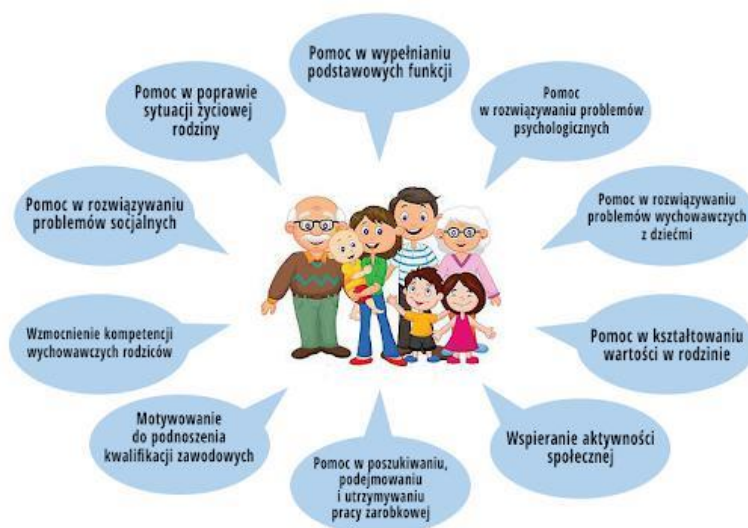 Pomoc w wypełnianiu
podstawowych funkcji
Pomoc
w rozwiązywaniu problemów
psychologicznych
Pomoc w rozwiązywaniu
problemów wychowawczych
z dziećmi
Pomoc w kształtowaniu
wartości w rodzinie
Wspieranie aktywności
społecznej
Pomoc w poszukiwaniu,
podejmowaniu
i utrzymywaniu
pracy zarobkowej
Motywowanie
do podnoszenia
kwalifikacji zawodowych
Wzmocnienie kompetencji
wychowawczych rodziców
Pomoc w rozwiązywaniu
problemów socjalnych
Pomoc w poprawie
sytuacji życiowej
rodziny